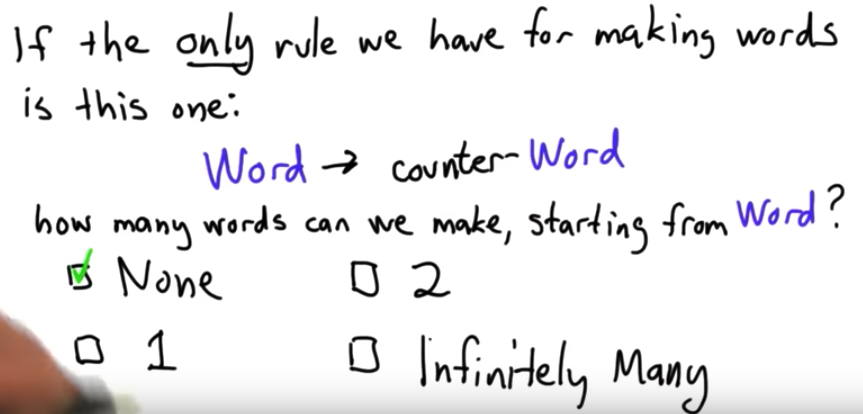 If the only rule we have for making words
is this one:
Word → counter-Word
how many words can we make, starting from Word?
None 2
1 Infinitely Many